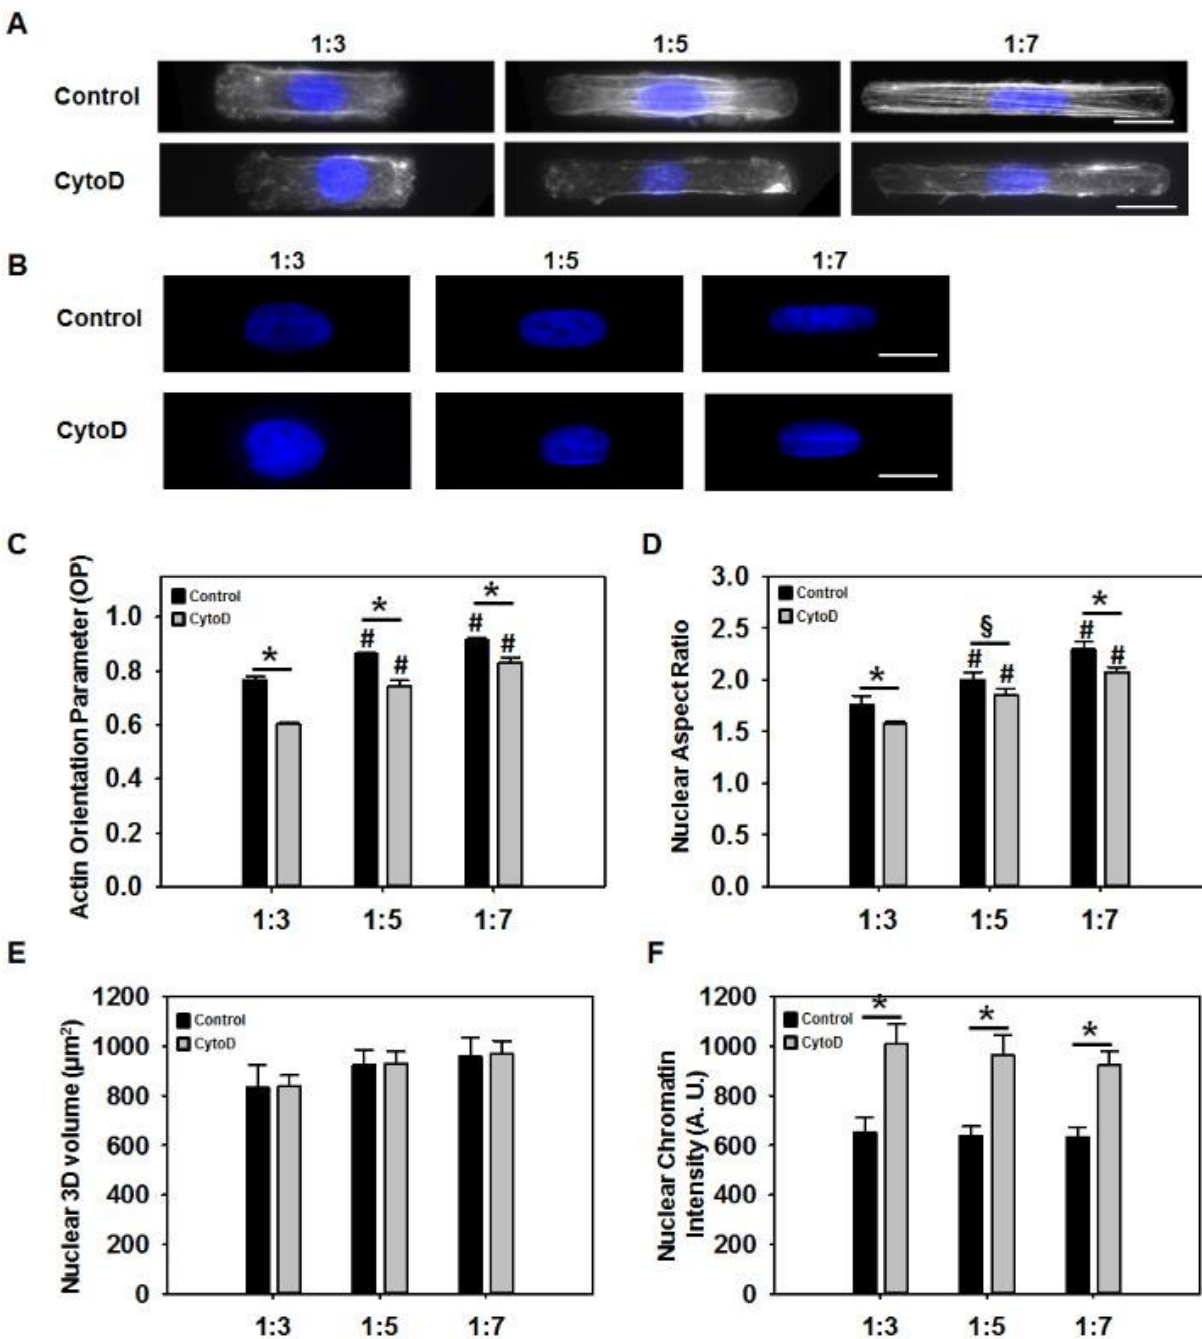 A
1:3 1:5 1:7
Control
CytoD
B
1:3 1:5 1:7
Control
CytoD
C
Actin Orientation Parameter (OP)
Control
CytoD
1.0
0.8
0.6
0.4
0.2
0.0
* * *
# # # #
1:3 1:5 1:7
D
Nuclear Aspect Ratio
Control
CytoD
3.0
2.5
2.0
1.5
1.0
0.5
0.0
* § *
# # # #
1:3 1:5 1:7
E
Nuclear 3D volume (µm²)
Control
CytoD
1200
1000
800
600
400
200
0
1:3 1:5 1:7
F
Nuclear Chromatin
Intensity (A. U.)
Control
CytoD
1200
1000
800
600
400
200
0
* * *
1:3 1:5 1:7